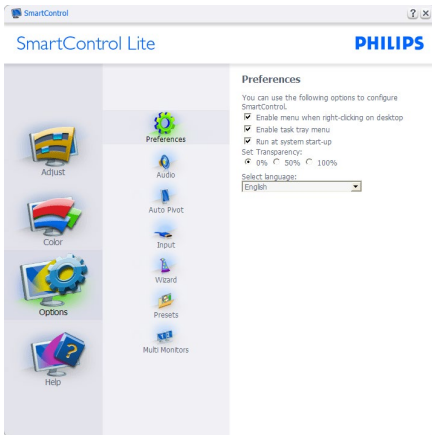 SmartControl
SmartControl Lite
PHILIPS
Adjust
Color
Options
Help
Preferences
Audio
Auto Pivot
Input
Wizard
Presets
Multi Monitors
Preferences
You can use the following options to configure
SmartControl.
Enable menu when right-clicking on desktop
Enable task tray menu
Run at system start-up
Set Transparency:
0% 50% 100%
Select language:
English